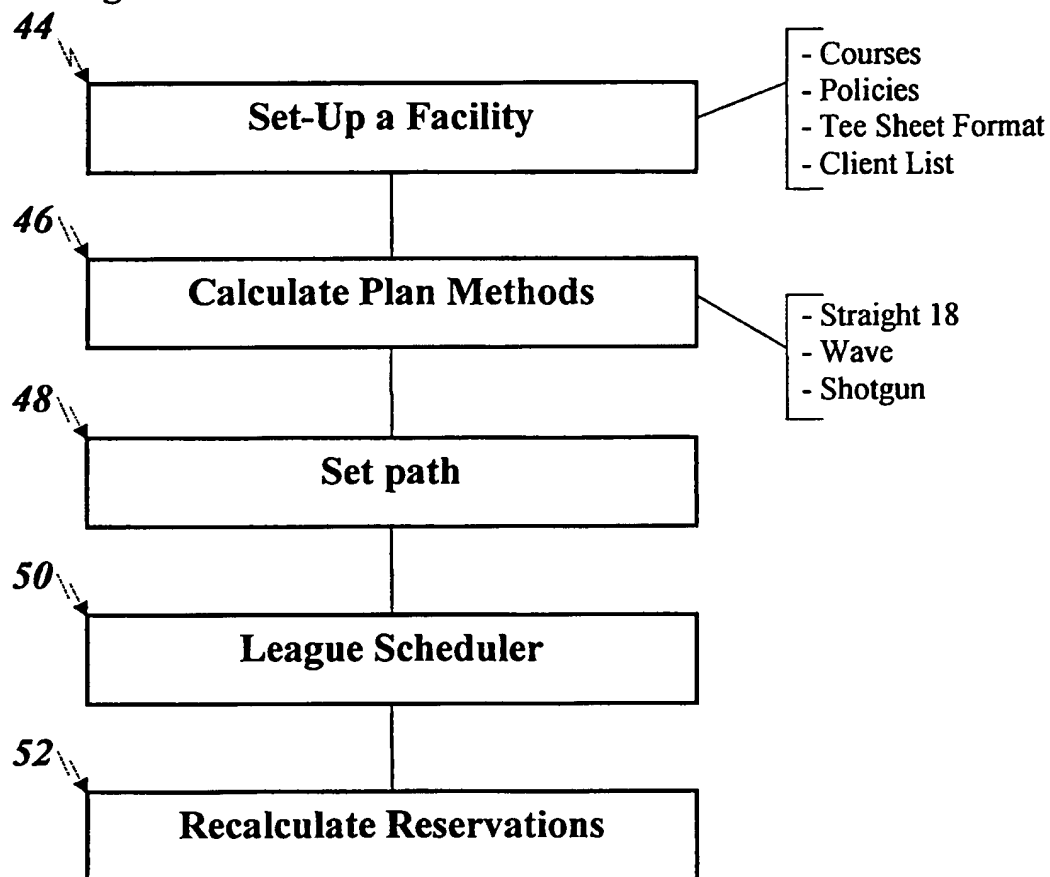 44
Set-Up a Facility
- Courses
- Policies
- Tee Sheet Format
- Client List
46
Calculate Plan Methods
- Straight 18
- Wave
- Shotgun
48
Set path
50
League Scheduler
52
Recalculate Reservations